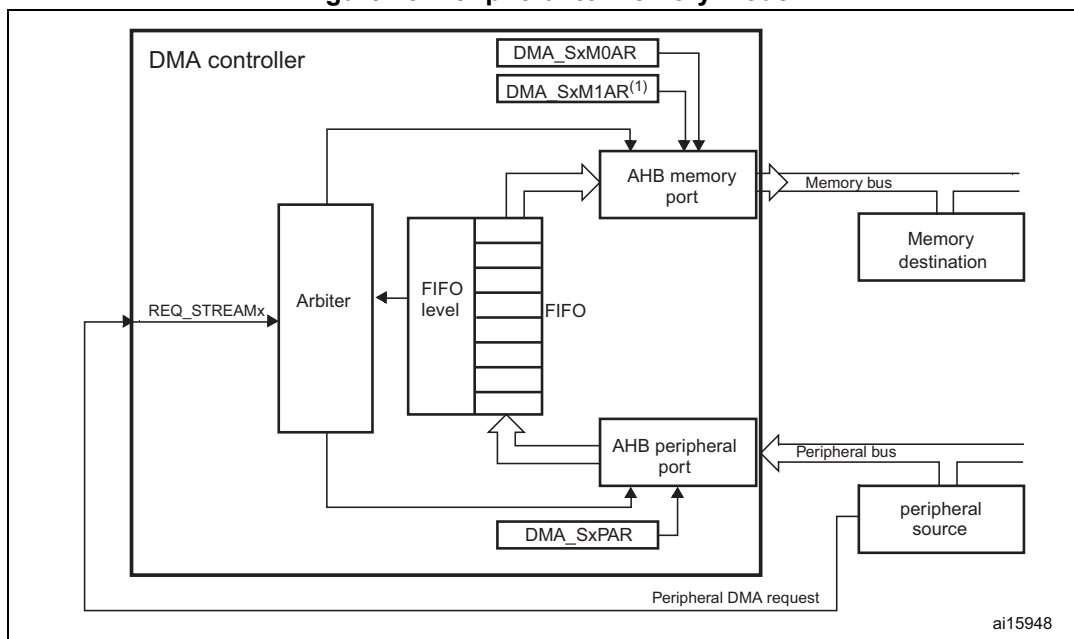 DMA controller
DMA_SxM0AR
DMA_SxM1AR(1)
AHB memory
port
Memory bus
Memory
destination
REQ_STREAMx
Arbiter
FIFO
level
FIFO
AHB peripheral
port
Peripheral bus
peripheral
source
DMA_SxPAR
Peripheral DMA request
ai15948